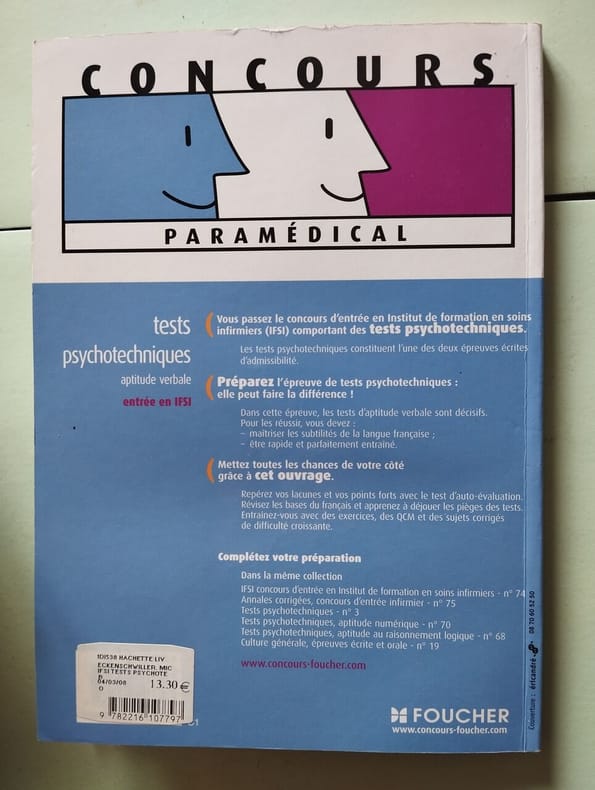 CONCOURS
PARAMÉDICAL
tests
psychotechniques
aptitude verbale
entrée en IFSI
Vous passez le concours d'entrée en Institut de formation en soins
infirmiers (IFSI) comportant des tests psychotechniques.
Les tests psychotechniques constituent l'une des deux épreuves écrites
d'admissibilité.
Préparez l'épreuve de tests psychotechniques :
elle peut faire la différence !
Dans cette épreuve, les tests d'aptitude verbale sont décisifs.
Pour les réussir, vous devez :
– maîtriser les subtilités de la langue française ;
– être rapide et parfaitement entraîné.
Mettez toutes les chances de votre côté
grâce à cet ouvrage.
Repérez vos lacunes et vos points forts avec le test d'auto-évaluation.
Révisez les bases du français et apprenez à déjouer les pièges des tests.
Entraînez-vous avec des exercices, des QCM et des sujets corrigés
de difficulté croissante.
Complétez votre préparation
Dans la même collection
IFSI concours d'entrée en Institut de formation en soins infirmiers - n° 74
Annales corrigées, concours d'entrée infirmier - n° 75
Tests psychotechniques - n° 3
Tests psychotechniques, aptitude numérique - n° 70
Tests psychotechniques, aptitude au raisonnement logique - n° 68
Culture générale, épreuves écrite et orale - n° 19
www.concours-foucher.com
FOUCHER
www.concours-foucher.com
IDI538 HACHETTE LIV
ECKENSCHWILLER, MIC
IFSI TESTS PSYCHOTE
04/03/08
0
13.30 €
9 782216 107797
Couverture : éricandré 08 70 60 52 50